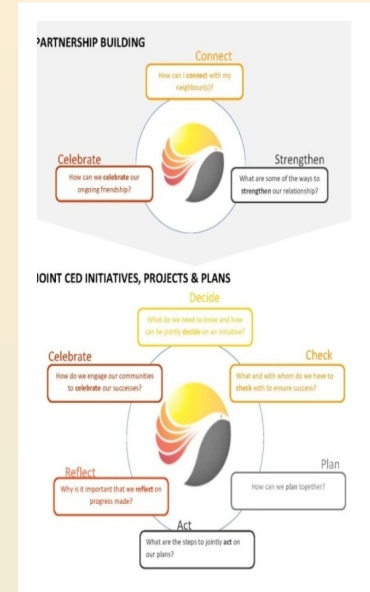 PARTNERSHIP BUILDING
Connect
How can I connect with my
neighbour(s)?
Celebrate
How can we celebrate our
ongoing friendship?
Strengthen
What are some of the ways to
strengthen our relationship?
JOINT CED INITIATIVES, PROJECTS & PLANS
Decide
What do we need to know and how
can be jointly decide on an initiative?
Celebrate
How do we engage our communities
to celebrate our successes?
Check
What and with whom do we have to
check with to ensure success?
Reflect
Why is it important that we reflect on
progress made?
Plan
How can we plan together?
Act
What are the steps to jointly act on
our plans?